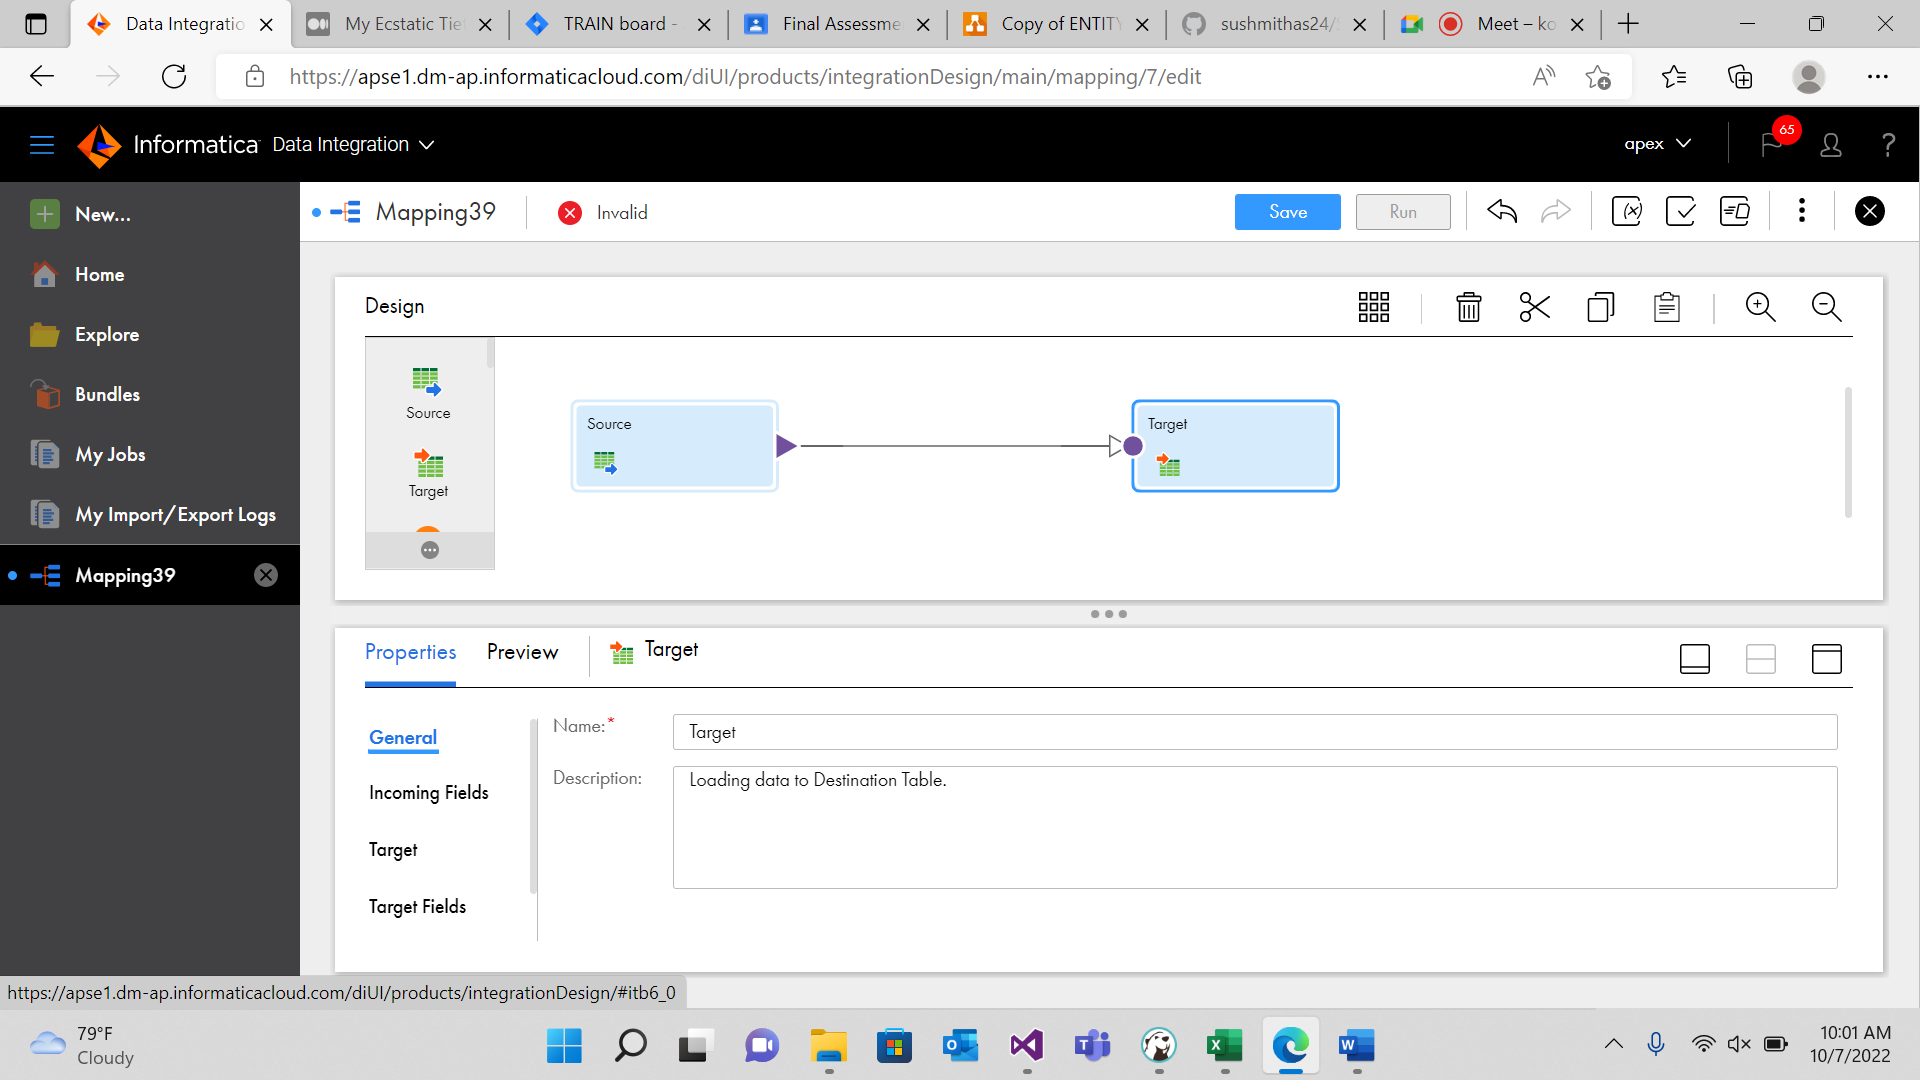 Data Integratio
My Ecstatic Tie
TRAIN board -
Final Assessme
Copy of ENTITY
sushmithas24/
Meet – ko
https://apse1.dm-ap.informaticacloud.com/diUI/products/integrationDesign/main/mapping/7/edit
Informatica Data Integration
apex
65
?
New...
Home
Explore
Bundles
My Jobs
My Import/Export Logs
Mapping39
Mapping39
Invalid
Save
Run
Design
Source
Target
Source
Target
Properties
Preview
Target
General
Incoming Fields
Target
Target Fields
Name:*
Target
Description:
Loading data to Destination Table.
https://apse1.dm-ap.informaticacloud.com/diUI/products/integrationDesign/#itb6_0
79°F
Cloudy
10:01 AM
10/7/2022